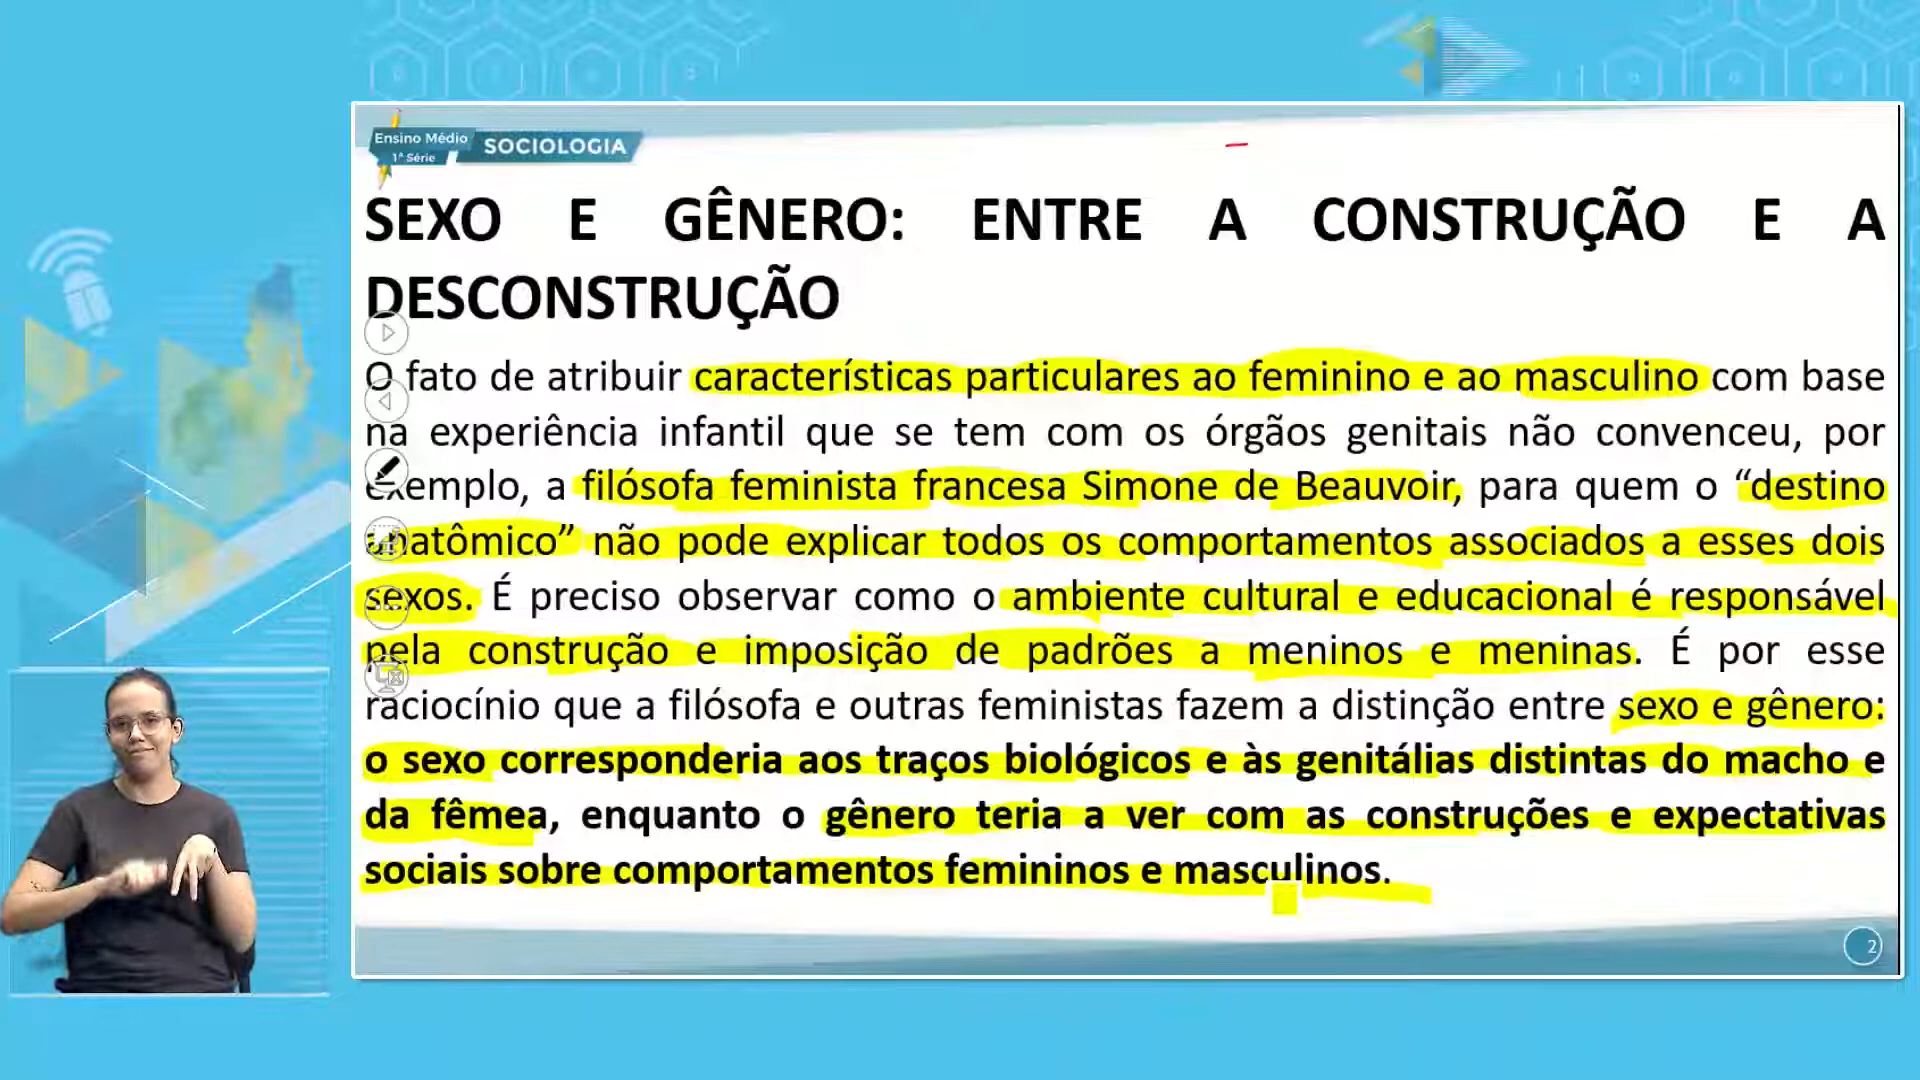 Ensino Médio
1ª Série
SOCIOLOGIA
SEXO E GÊNERO: ENTRE A CONSTRUÇÃO E A
DESCONSTRUÇÃO
O fato de atribuir características particulares ao feminino e ao masculino com base
na experiência infantil que se tem com os órgãos genitais não convenceu, por
exemplo, a filósofa feminista francesa Simone de Beauvoir, para quem o “destino
anatômico” não pode explicar todos os comportamentos associados a esses dois
sexos. É preciso observar como o ambiente cultural e educacional é responsável
pela construção e imposição de padrões a meninos e meninas. É por esse
raciocínio que a filósofa e outras feministas fazem a distinção entre sexo e gênero:
o sexo corresponderia aos traços biológicos e às genitálias distintas do macho e
da fêmea, enquanto o gênero teria a ver com as construções e expectativas
sociais sobre comportamentos femininos e masculinos.
2